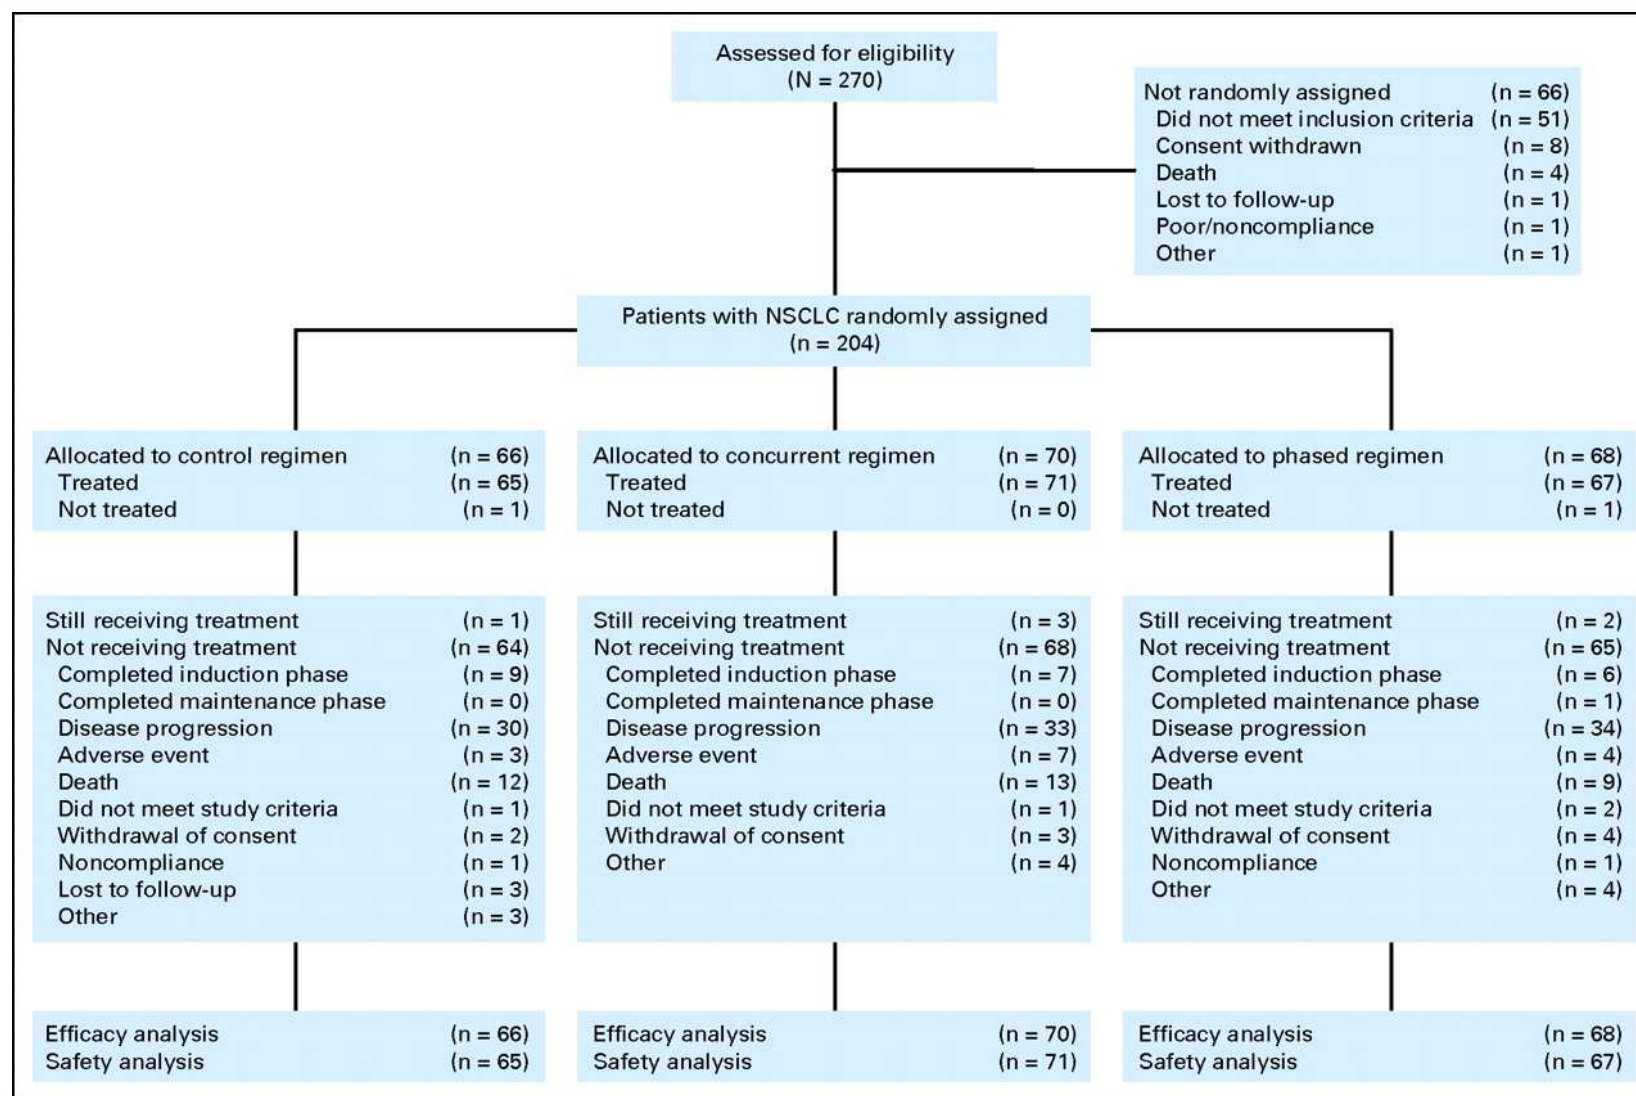 Assessed for eligibility
(N = 270)
Not randomly assigned (n = 66)
Did not meet inclusion criteria (n = 51)
Consent withdrawn (n = 8)
Death (n = 4)
Lost to follow-up (n = 1)
Poor/noncompliance (n = 1)
Other (n = 1)
Patients with NSCLC randomly assigned
(n = 204)
Allocated to control regimen (n = 66)
Treated (n = 65)
Not treated (n = 1)
Allocated to concurrent regimen (n = 70)
Treated (n = 71)
Not treated (n = 0)
Allocated to phased regimen (n = 68)
Treated (n = 67)
Not treated (n = 1)
Still receiving treatment (n = 1)
Not receiving treatment (n = 64)
Completed induction phase (n = 9)
Completed maintenance phase (n = 0)
Disease progression (n = 30)
Adverse event (n = 3)
Death (n = 12)
Did not meet study criteria (n = 1)
Withdrawal of consent (n = 2)
Noncompliance (n = 1)
Lost to follow-up (n = 3)
Other (n = 3)
Still receiving treatment (n = 3)
Not receiving treatment (n = 68)
Completed induction phase (n = 7)
Completed maintenance phase (n = 0)
Disease progression (n = 33)
Adverse event (n = 7)
Death (n = 13)
Did not meet study criteria (n = 1)
Withdrawal of consent (n = 3)
Other (n = 4)
Still receiving treatment (n = 2)
Not receiving treatment (n = 65)
Completed induction phase (n = 6)
Completed maintenance phase (n = 1)
Disease progression (n = 34)
Adverse event (n = 4)
Death (n = 9)
Did not meet study criteria (n = 2)
Withdrawal of consent (n = 4)
Noncompliance (n = 1)
Other (n = 4)
Efficacy analysis (n = 66)
Safety analysis (n = 65)
Efficacy analysis (n = 70)
Safety analysis (n = 71)
Efficacy analysis (n = 68)
Safety analysis (n = 67)